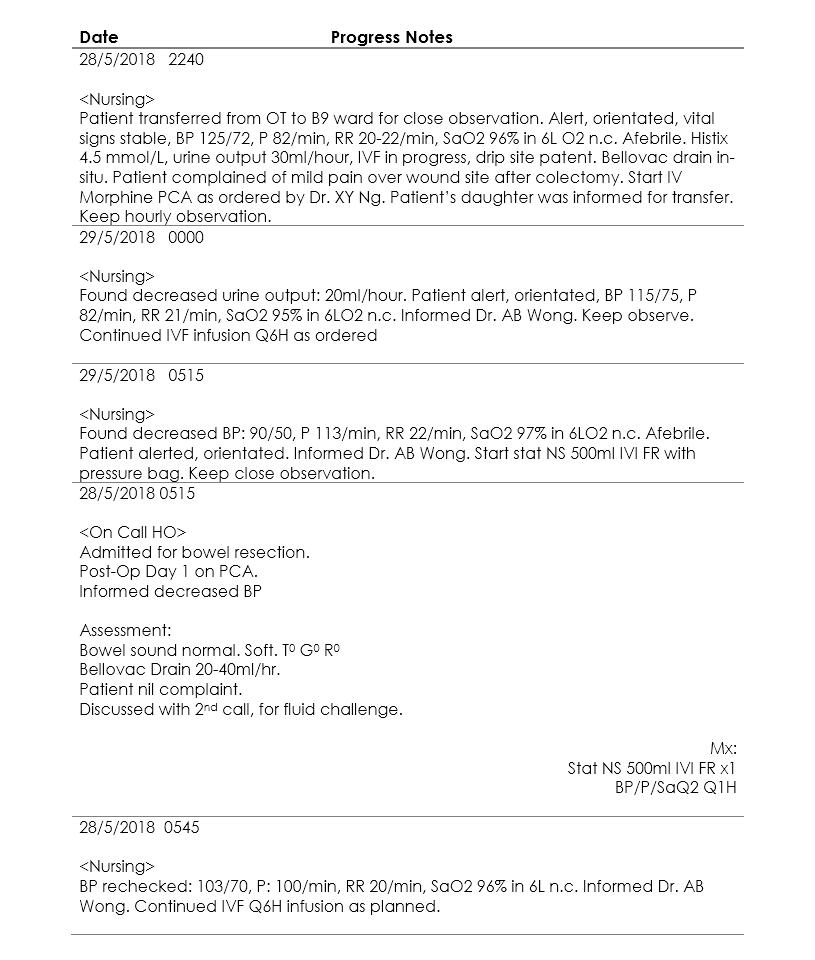 Date Progress Notes
28/5/2018 2240
<Nursing>
Patient transferred from OT to B9 ward for close observation. Alert, orientated, vital
signs stable, BP 125/72, P 82/min, RR 20-22/min, SaO2 96% in 6L O2 n.c. Afebrile. Histix
4.5 mmol/L, urine output 30ml/hour, IVF in progress, drip site patent. Bellovac drain in-
situ. Patient complained of mild pain over wound site after colectomy. Start IV
Morphine PCA as ordered by Dr. XY Ng. Patient's daughter was informed for transfer.
Keep hourly observation.
29/5/2018 0000
<Nursing>
Found decreased urine output: 20ml/hour. Patient alert, orientated, BP 115/75, P
82/min, RR 21/min, SaO2 95% in 6LO2 n.c. Informed Dr. AB Wong. Keep observe.
Continued IVF infusion Q6H as ordered
29/5/2018 0515
<Nursing>
Found decreased BP: 90/50, P 113/min, RR 22/min, SaO2 97% in 6LO2 n.c. Afebrile.
Patient alerted, orientated. Informed Dr. AB Wong. Start stat NS 500ml IVI FR with
pressure bag. Keep close observation.
28/5/2018 0515
<On Call HO>
Admitted for bowel resection.
Post-Op Day 1 on PCA.
Informed decreased BP
Assessment:
Bowel sound normal. Soft. T⁰ G⁰ R⁰
Bellovac Drain 20-40ml/hr.
Patient nil complaint.
Discussed with 2nd call, for fluid challenge.
Mx:
Stat NS 500ml IVI FR x1
BP/P/SaQ2 Q1H
28/5/2018 0545
<Nursing>
BP rechecked: 103/70, P: 100/min, RR 20/min, SaO2 96% in 6L n.c. Informed Dr. AB
Wong. Continued IVF Q6H infusion as planned.